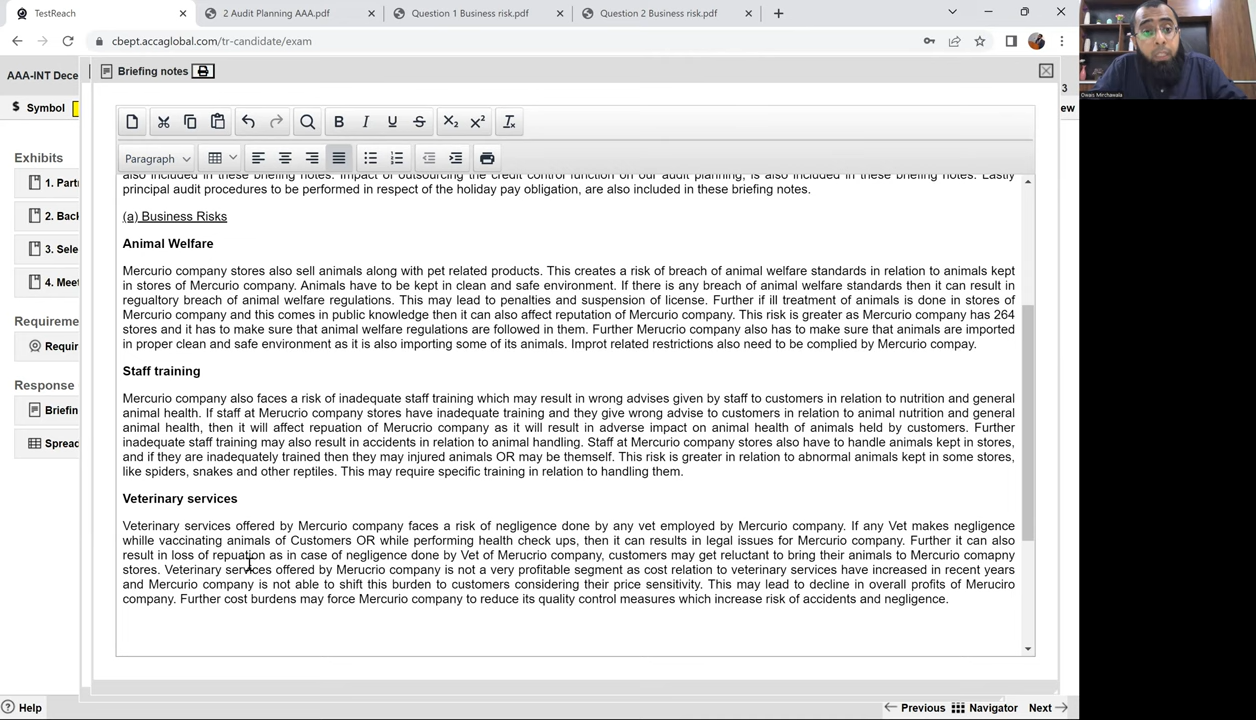 TestReach
2 Audit Planning AAA.pdf
Question 1 Business risk.pdf
Question 2 Business risk.pdf
cbept.accaglobal.com/tr-candidate/exam
AAA-INT Dece
Briefing notes
3
Symbol
ew
Exhibits
1. Part
2. Back
3. Sele
4. Meet
Requireme
Requir
Response
Briefin
Spread
Paragraph
also included in these briefing notes. Impact of outsourcing the credit control function on our audit planning, is also included in these briefing notes. Lastly
principal audit procedures to be performed in respect of the holiday pay obligation, are also included in these briefing notes.
(a) Business Risks
Animal Welfare
Mercurio company stores also sell animals along with pet related products. This creates a risk of breach of animal welfare standards in relation to animals kept
in stores of Mercurio company. Animals have to be kept in clean and safe environment. If there is any breach of animal welfare standards then it can result in
regualtory breach of animal welfare regulations. This may lead to penalties and suspension of license. Further if ill treatment of animals is done in stores of
Mercurio company and this comes in public knowledge then it can also affect reputation of Mercurio company. This risk is greater as Mercurio company has 264
stores and it has to make sure that animal welfare regulations are followed in them. Further Merucrio company also has to make sure that animals are imported
in proper clean and safe environment as it is also importing some of its animals. Improt related restrictions also need to be complied by Mercurio compay.
Staff training
Mercurio company also faces a risk of inadequate staff training which may result in wrong advises given by staff to customers in relation to nutrition and general
animal health. If staff at Merucrio company stores have inadequate training and they give wrong advise to customers in relation to animal nutrition and general
animal health, then it will affect repuation of Merucrio company as it will result in adverse impact on animal health of animals held by customers. Further
inadequate staff training may also result in accidents in relation to animal handling. Staff at Mercurio company stores also have to handle animals kept in stores,
and if they are inadequately trained then they may injured animals OR may be themself. This risk is greater in relation to abnormal animals kept in some stores,
like spiders, snakes and other reptiles. This may require specific training in relation to handling them.
Veterinary services
Veterinary services offered by Mercurio company faces a risk of negligence done by any vet employed by Mercurio company. If any Vet makes negligence
whille vaccinating animals of Customers OR while performing health check ups, then it can results in legal issues for Mercurio company. Further it can also
result in loss of repuation as in case of negligence done by Vet of Merucrio company, customers may get reluctant to bring their animals to Mercurio comapny
stores. Veterinary services offered by Merucrio company is not a very profitable segment as cost relation to veterinary services have increased in recent years
and Mercurio company is not able to shift this burden to customers considering their price sensitivity. This may lead to decline in overall profits of Meruciro
company. Further cost burdens may force Mercurio company to reduce its quality control measures which increase risk of accidents and negligence.
Help
Previous
Navigator
Next
Owais Mirchawala